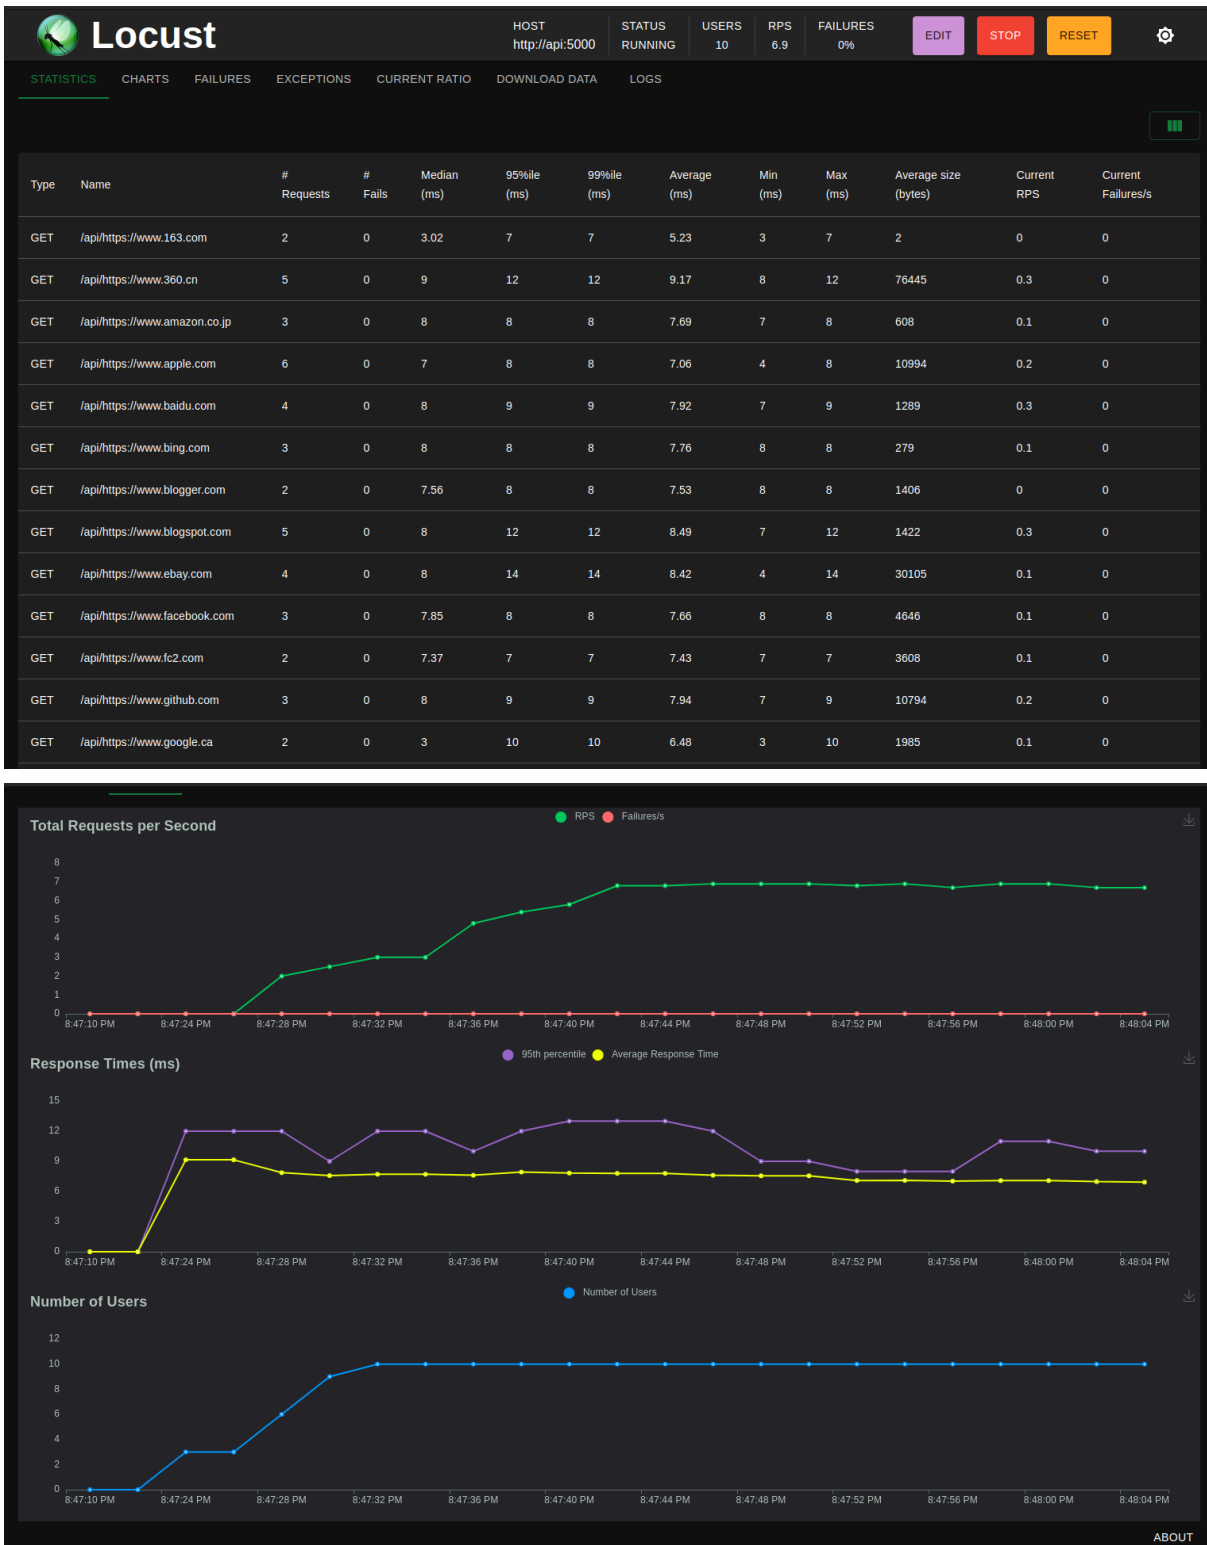 Locust
HOST
http://api:5000
STATUS
RUNNING
USERS
10
RPS
6.9
FAILURES
0%
EDIT
STOP
RESET
STATISTICS CHARTS FAILURES EXCEPTIONS CURRENT RATIO DOWNLOAD DATA LOGS
Type Name # Requests # Fails Median (ms) 95%ile (ms) 99%ile (ms) Average (ms) Min (ms) Max (ms) Average size (bytes) Current RPS Current Failures/s
GET /api/https://www.163.com 2 0 3.02 7 7 5.23 3 7 2 0 0
GET /api/https://www.360.cn 5 0 9 12 12 9.17 8 12 76445 0.3 0
GET /api/https://www.amazon.co.jp 3 0 8 8 8 7.69 7 8 608 0.1 0
GET /api/https://www.apple.com 6 0 7 8 8 7.06 4 8 10994 0.2 0
GET /api/https://www.baidu.com 4 0 8 9 9 7.92 7 9 1289 0.3 0
GET /api/https://www.bing.com 3 0 8 8 8 7.76 8 8 279 0.1 0
GET /api/https://www.blogger.com 2 0 7.56 8 8 7.53 8 8 1406 0 0
GET /api/https://www.blogspot.com 5 0 8 12 12 8.49 7 12 1422 0.3 0
GET /api/https://www.ebay.com 4 0 8 14 14 8.42 4 14 30105 0.1 0
GET /api/https://www.facebook.com 3 0 7.85 8 8 7.66 8 8 4646 0.1 0
GET /api/https://www.fc2.com 2 0 7.37 7 7 7.43 7 7 3608 0.1 0
GET /api/https://www.github.com 3 0 8 9 9 7.94 7 9 10794 0.2 0
GET /api/https://www.google.ca 2 0 3 10 10 6.48 3 10 1985 0.1 0
Total Requests per Second
RPS Failures/s
8
7
6
5
4
3
2
1
0
8:47:10 PM 8:47:24 PM 8:47:28 PM 8:47:32 PM 8:47:36 PM 8:47:40 PM 8:47:44 PM 8:47:48 PM 8:47:52 PM 8:47:56 PM 8:48:00 PM 8:48:04 PM
Response Times (ms)
95th percentile Average Response Time
15
12
9
6
3
0
8:47:10 PM 8:47:24 PM 8:47:28 PM 8:47:32 PM 8:47:36 PM 8:47:40 PM 8:47:44 PM 8:47:48 PM 8:47:52 PM 8:47:56 PM 8:48:00 PM 8:48:04 PM
Number of Users
Number of Users
12
10
8
6
4
2
0
8:47:10 PM 8:47:24 PM 8:47:28 PM 8:47:32 PM 8:47:36 PM 8:47:40 PM 8:47:44 PM 8:47:48 PM 8:47:52 PM 8:47:56 PM 8:48:00 PM 8:48:04 PM
ABOUT